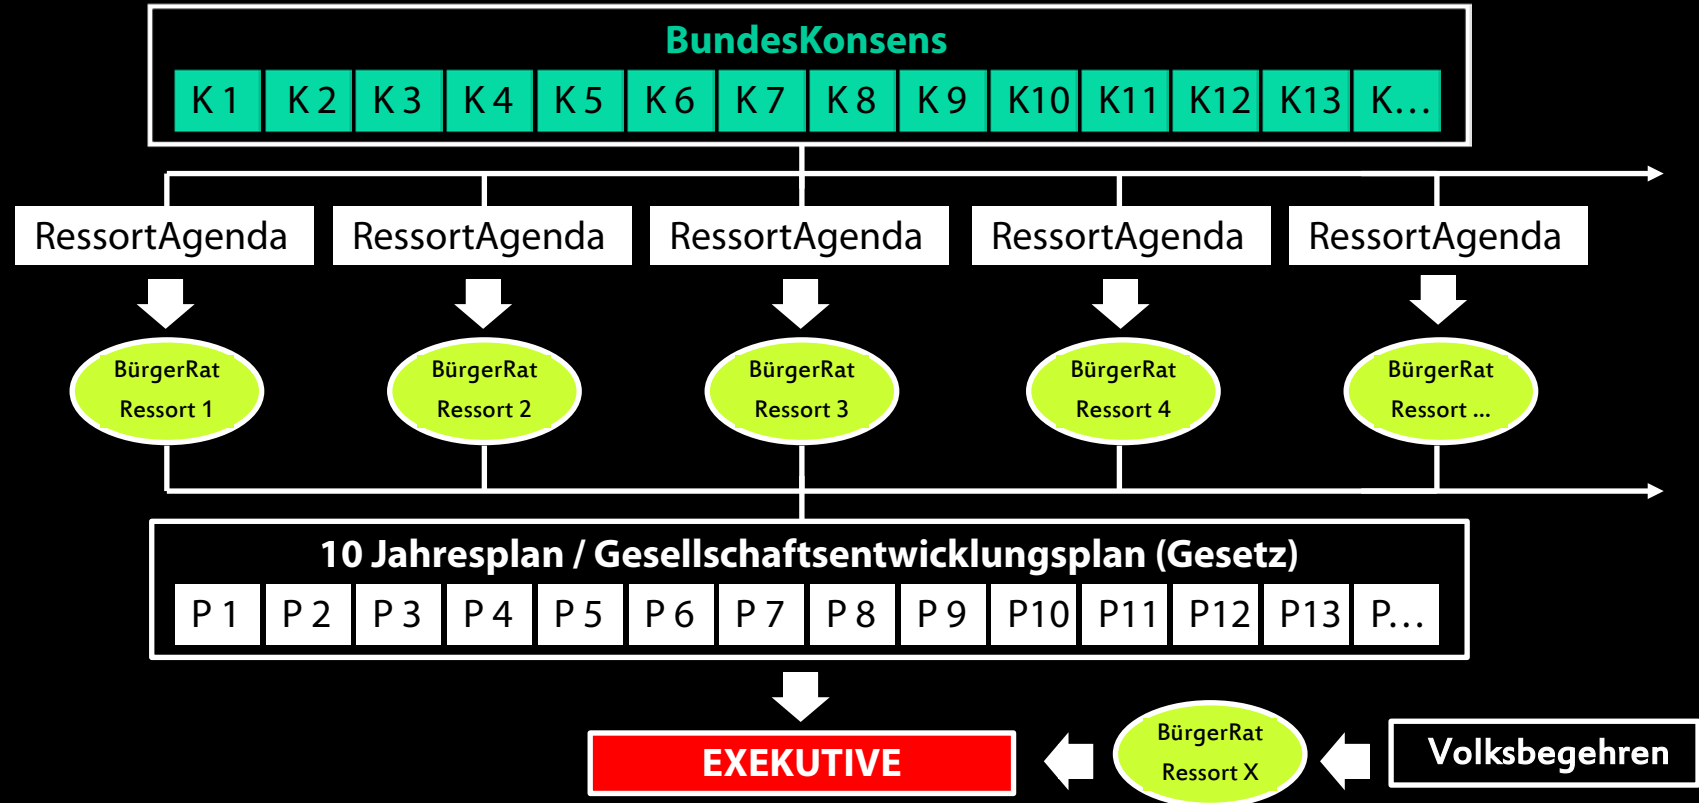 BundesKonsens
K 1 K 2 K 3 K 4 K 5 K 6 K 7 K 8 K 9 K10 K11 K12 K13 K…
RessortAgenda RessortAgenda RessortAgenda RessortAgenda RessortAgenda
BürgerRat BürgerRat BürgerRat BürgerRat BürgerRat
Ressort 1 Ressort 2 Ressort 3 Ressort 4 Ressort ...
10 Jahresplan / Gesellschaftsentwicklungsplan (Gesetz)
P 1 P 2 P 3 P 4 P 5 P 6 P 7 P 8 P 9 P10 P11 P12 P13 P…
EXEKUTIVE
BürgerRat
Ressort X
Volksbegehren